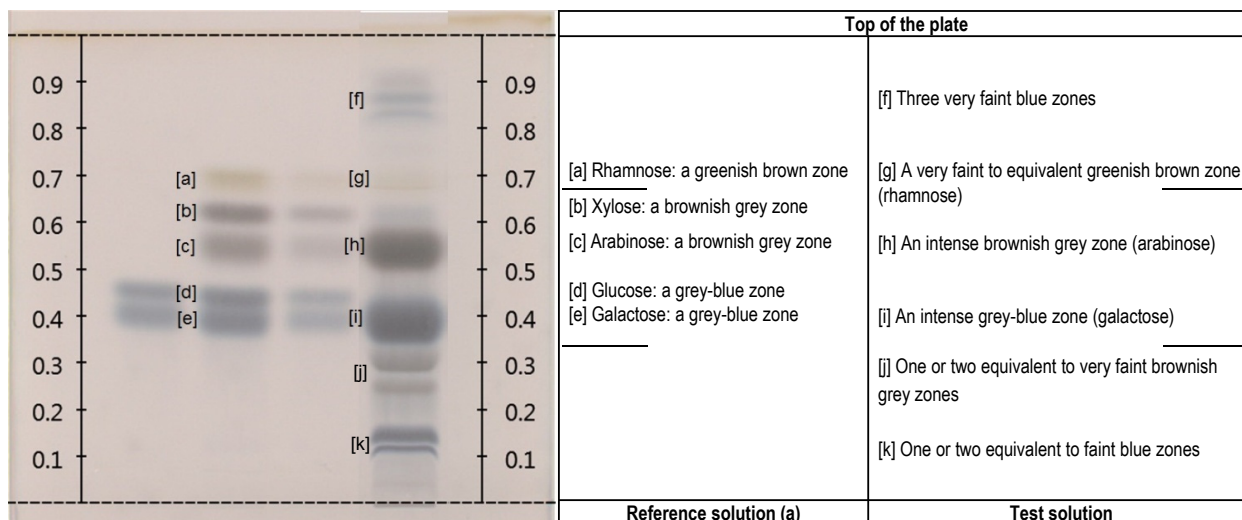 Top of the plate
0.9
0.8
0.7
0.6
0.5
0.4
0.3
0.2
0.1
[a]
[b]
[c]
[d]
[e]
[f]
[g]
[h]
[i]
[j]
[k]
0.9
0.8
0.7
0.6
0.5
0.4
0.3
0.2
0.1
[a] Rhamnose: a greenish brown zone
[b] Xylose: a brownish grey zone
[c] Arabinose: a brownish grey zone
[d] Glucose: a grey-blue zone
[e] Galactose: a grey-blue zone
Reference solution (a)
[f] Three very faint blue zones
[g] A very faint to equivalent greenish brown zone
(rhamnose)
[h] An intense brownish grey zone (arabinose)
[i] An intense grey-blue zone (galactose)
[j] One or two equivalent to very faint brownish
grey zones
[k] One or two equivalent to faint blue zones
Test solution